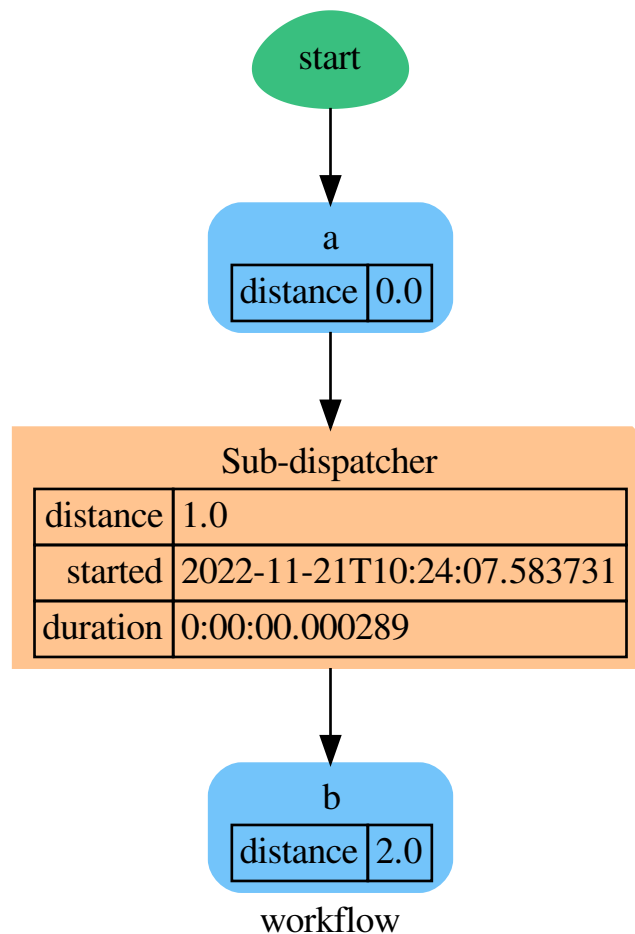 start
a
distance 0.0
Sub-dispatcher
distance 1.0
started 2022-11-21T10:24:07.583731
duration 0:00:00.000289
b
distance 2.0
workflow